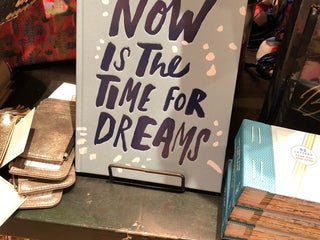 NOW
IS THE
TIME FOR
DREAMS